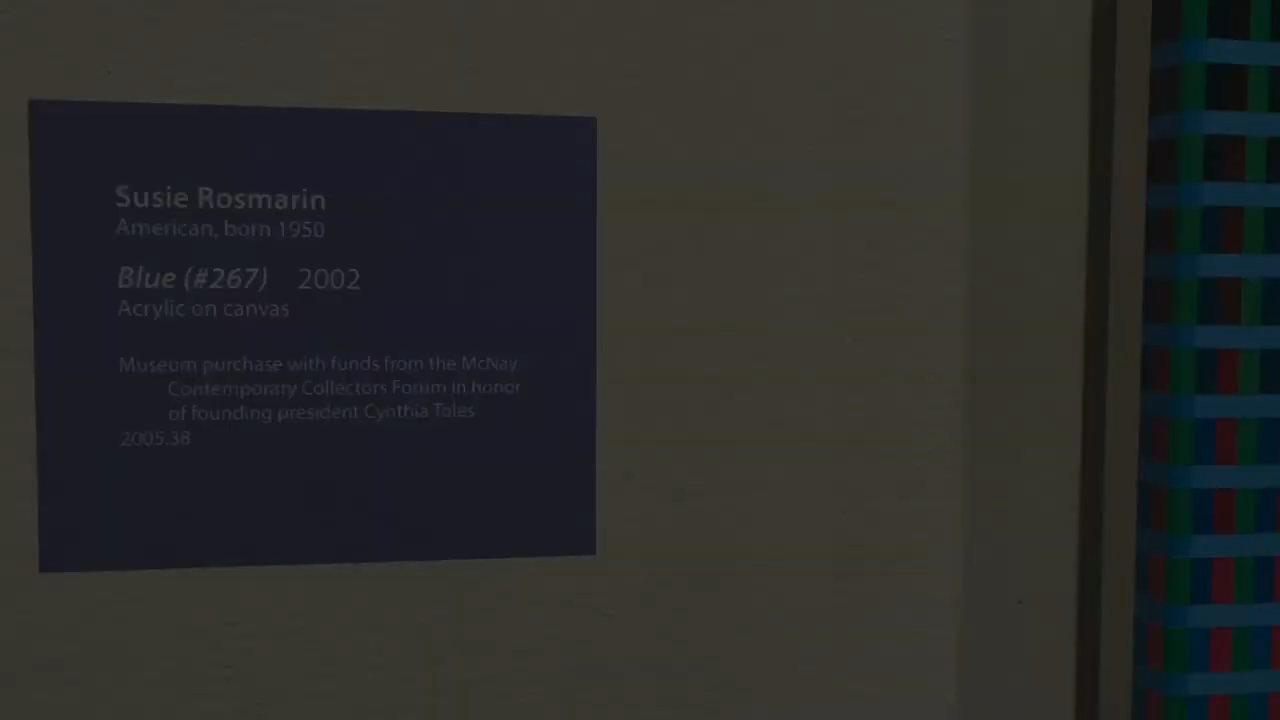 Susie Rosmarin
American, born 1950
Blue (#267) 2002
Acrylic on canvas
Museum purchase with funds from the McNay
Contemporary Collectors Forum in honor
of founding president Cynthia Toles
2005.38